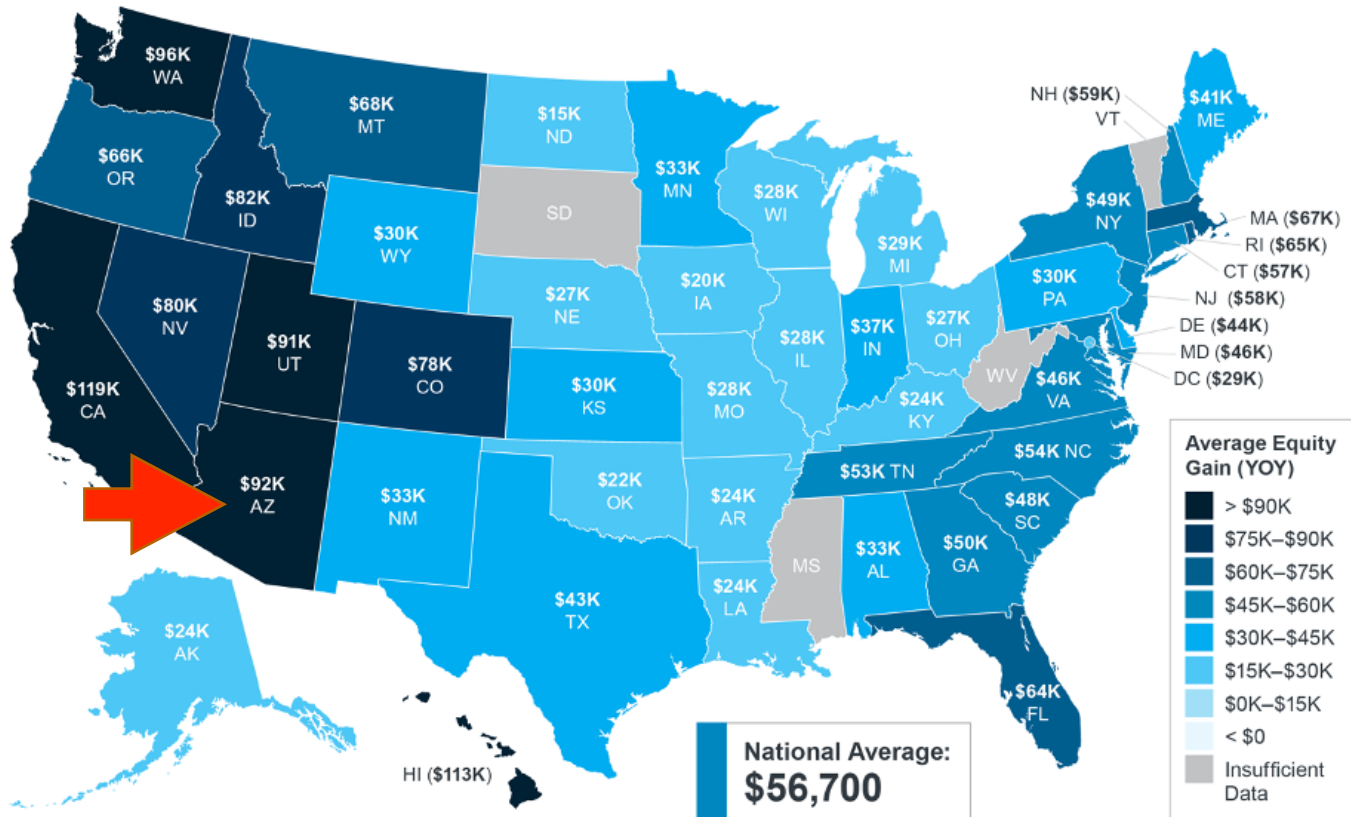 $96K
WA
$68K
MT
$15K
ND
$33K
MN
$41K
ME
NH ($59K)
VT
$66K
OR
$82K
ID
$28K
WI
$49K
NY
SD
MA ($67K)
$30K
WY
$29K
MI
RI ($65K)
CT ($57K)
$20K
IA
$30K
PA
$27K
NE
NJ ($58K)
$80K
NV
$27K
OH
DE ($44K)
$91K
UT
$28K
IL
$37K
IN
MD ($46K)
$78K
CO
WV
DC ($29K)
$119K
CA
$30K
KS
$28K
MO
$46K
VA
$24K
KY
$54K NC
$53K TN
$92K
AZ
$33K
NM
$22K
OK
$24K
AR
$48K
SC
$50K
GA
$33K
AL
MS
$24K
LA
$43K
TX
$24K
AK
$64K
FL
HI ($113K)
National Average:
$56,700
Average Equity
Gain (YOY)
> $90K
$75K–$90K
$60K–$75K
$45K–$60K
$30K–$45K
$15K–$30K
$0K–$15K
< $0
Insufficient
Data